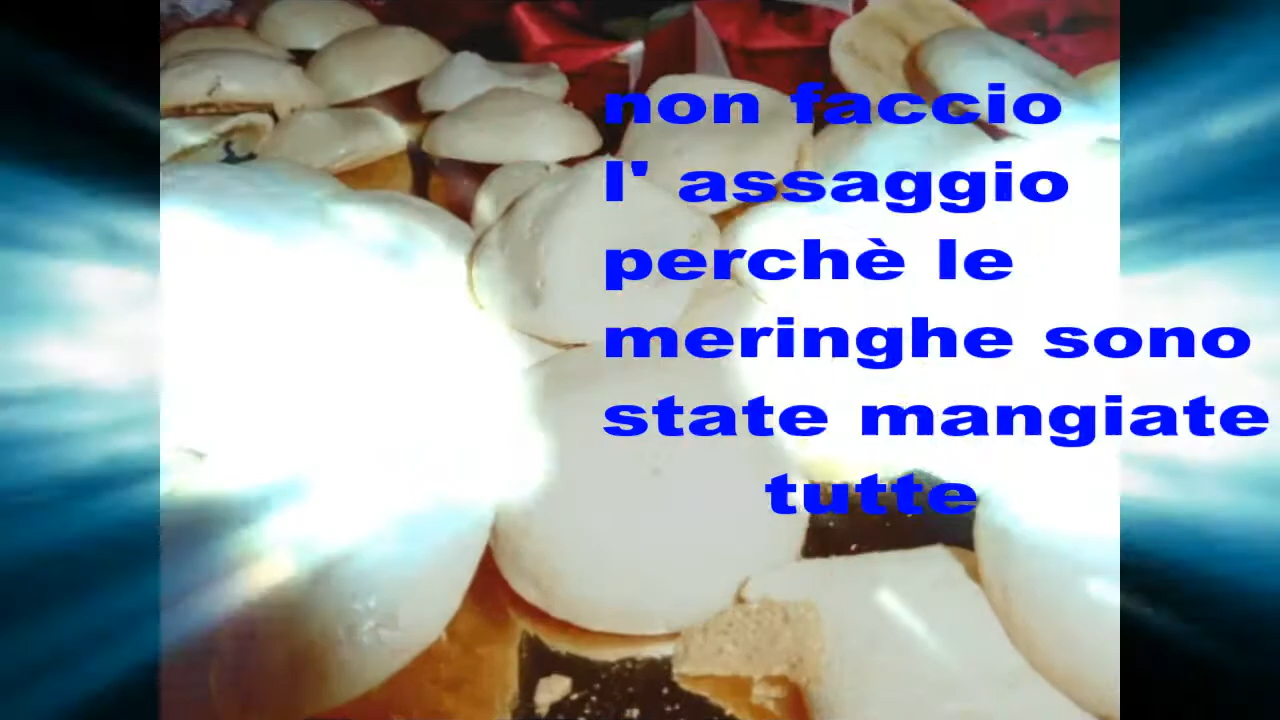 non faccio
l' assaggio
perchè le
meringhe sono
state mangiate
tutte